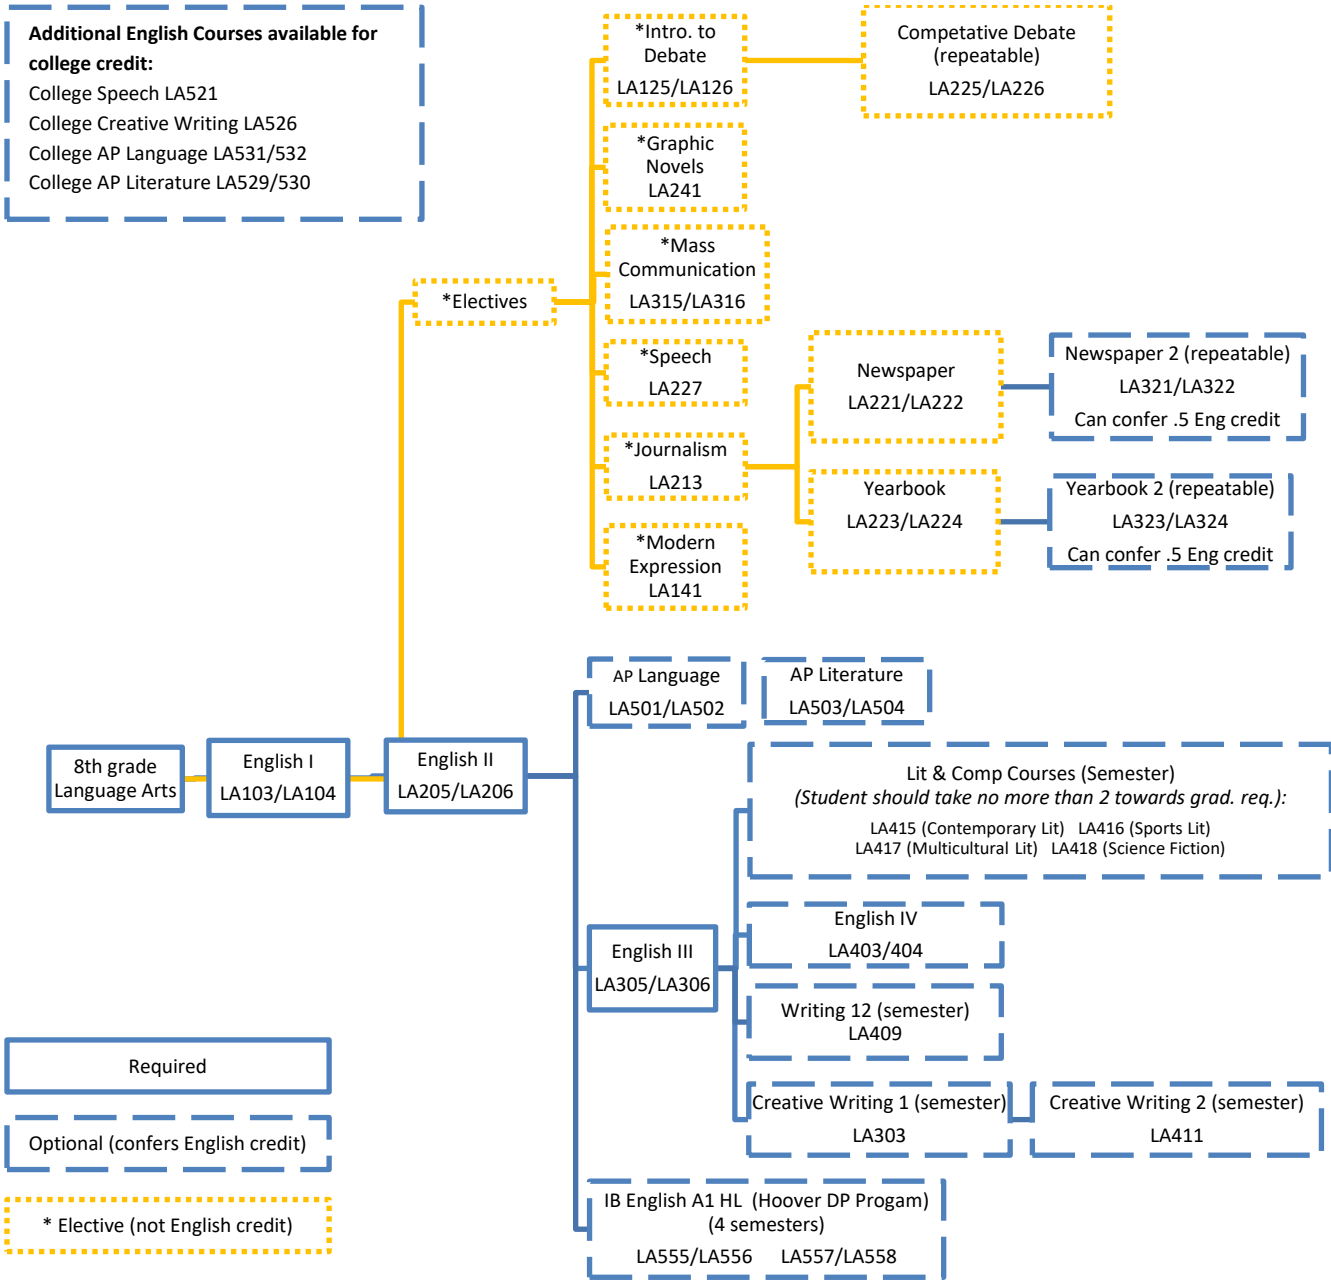 Additional English Courses available for
college credit:
College Speech LA521
College Creative Writing LA526
College AP Language LA531/532
College AP Literature LA529/530
*Intro. to
Debate
LA125/LA126
Competative Debate
(repeatable)
LA225/LA226
*Graphic
Novels
LA241
*Mass
Communication
LA315/LA316
*Electives
*Speech
LA227
Newspaper
LA221/LA222
Newspaper 2 (repeatable)
LA321/LA322
Can confer .5 Eng credit
*Journalism
LA213
Yearbook
LA223/LA224
Yearbook 2 (repeatable)
LA323/LA324
Can confer .5 Eng credit
*Modern
Expression
LA141
AP Language
LA501/LA502
AP Literature
LA503/LA504
8th grade
Language Arts
English I
LA103/LA104
English II
LA205/LA206
Lit & Comp Courses (Semester)
(Student should take no more than 2 towards grad. req.):
LA415 (Contemporary Lit) LA416 (Sports Lit)
LA417 (Multicultural Lit) LA418 (Science Fiction)
English III
LA305/LA306
English IV
LA403/404
Writing 12 (semester)
LA409
Creative Writing 1 (semester)
LA303
Creative Writing 2 (semester)
LA411
IB English A1 HL (Hoover DP Progam)
(4 semesters)
LA555/LA556 LA557/LA558
Required
Optional (confers English credit)
* Elective (not English credit)